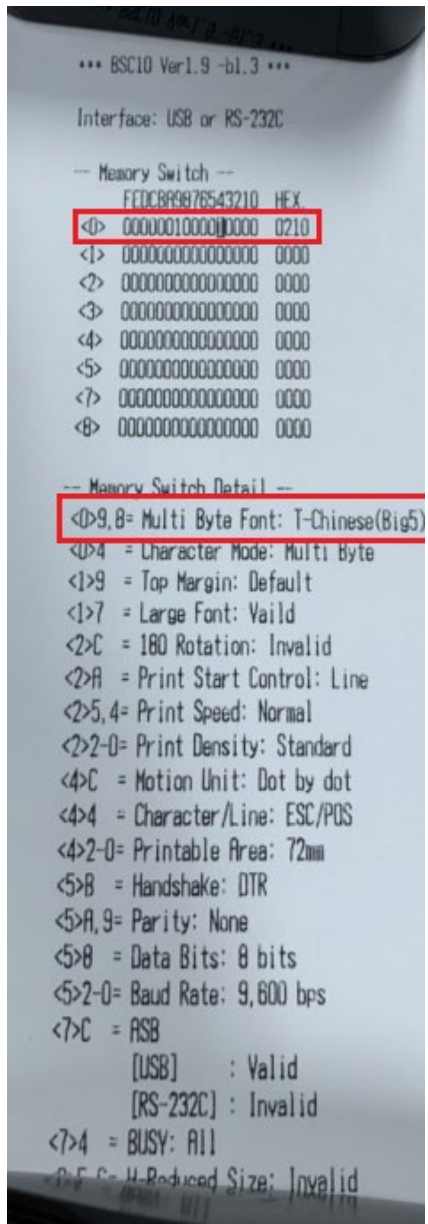 *** BSC10 Ver1.9 -b1.3 ***
Interface: USB or RS-232C
-- Memory Switch --
FEDCBA9876543210 HEX.
<0> 0000001000010000 0210
<1> 0000000000000000 0000
<2> 0000000000000000 0000
<3> 0000000000000000 0000
<4> 0000000000000000 0000
<5> 0000000000000000 0000
<7> 0000000000000000 0000
<8> 0000000000000000 0000
-- Memory Switch Detail --
<0>9,8= Multi Byte Font: T-Chinese(Big5)
<0>4 = Character Mode: Multi Byte
<1>9 = Top Margin: Default
<1>7 = Large Font: Vaild
<2>C = 180 Rotation: Invalid
<2>A = Print Start Control: Line
<2>5,4= Print Speed: Normal
<2>2-0= Print Density: Standard
<4>C = Motion Unit: Dot by dot
<4>4 = Character/Line: ESC/POS
<4>2-0= Printable Area: 72mm
<5>B = Handshake: DTR
<5>A,9= Parity: None
<5>8 = Data Bits: 8 bits
<5>2-0= Baud Rate: 9,600 bps
<7>C = ASB
[USB] : Valid
[RS-232C] : Invalid
<7>4 = BUSY: All
H-Reduced Size: Invalid